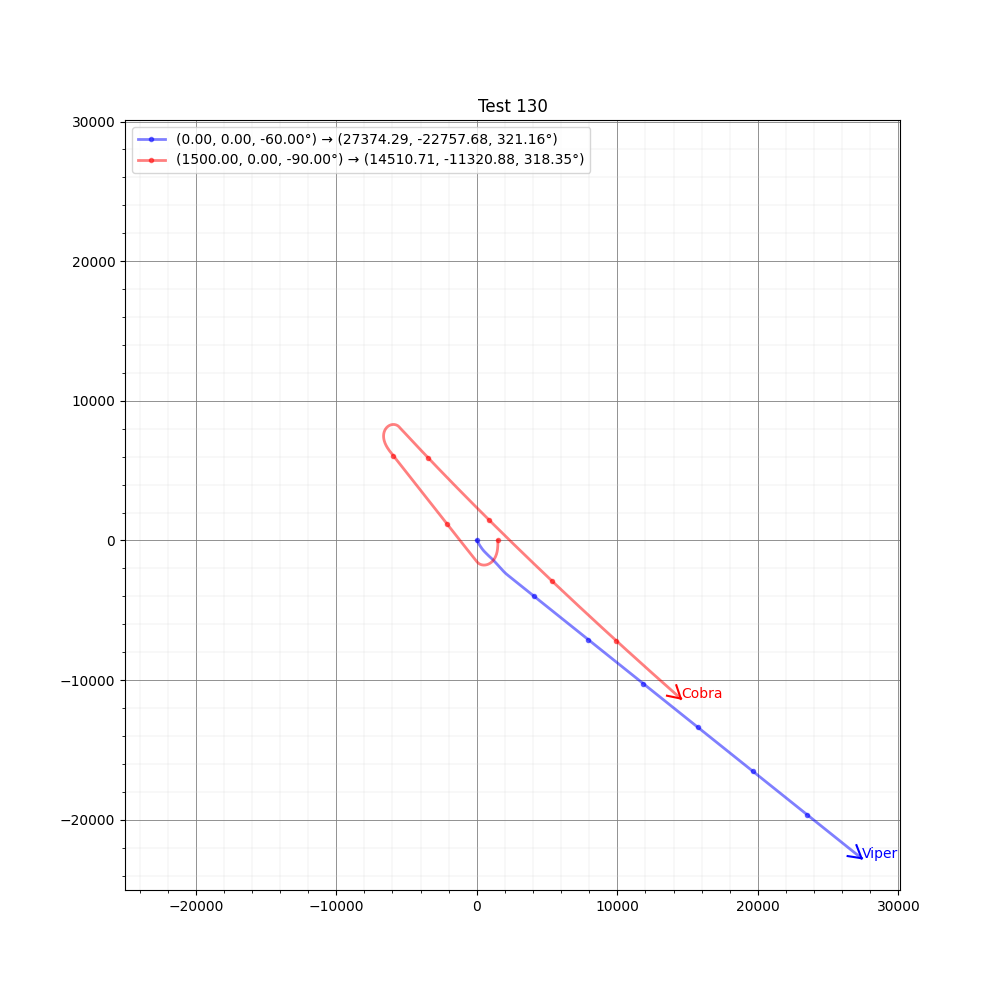 Test 130
(0.00, 0.00, -60.00°) → (27374.29, -22757.68, 321.16°)
(1500.00, 0.00, -90.00°) → (14510.71, -11320.88, 318.35°)
30000
20000
10000
0
−10000
−20000
Cobra
Viper
−20000
−10000
0
10000
20000
30000